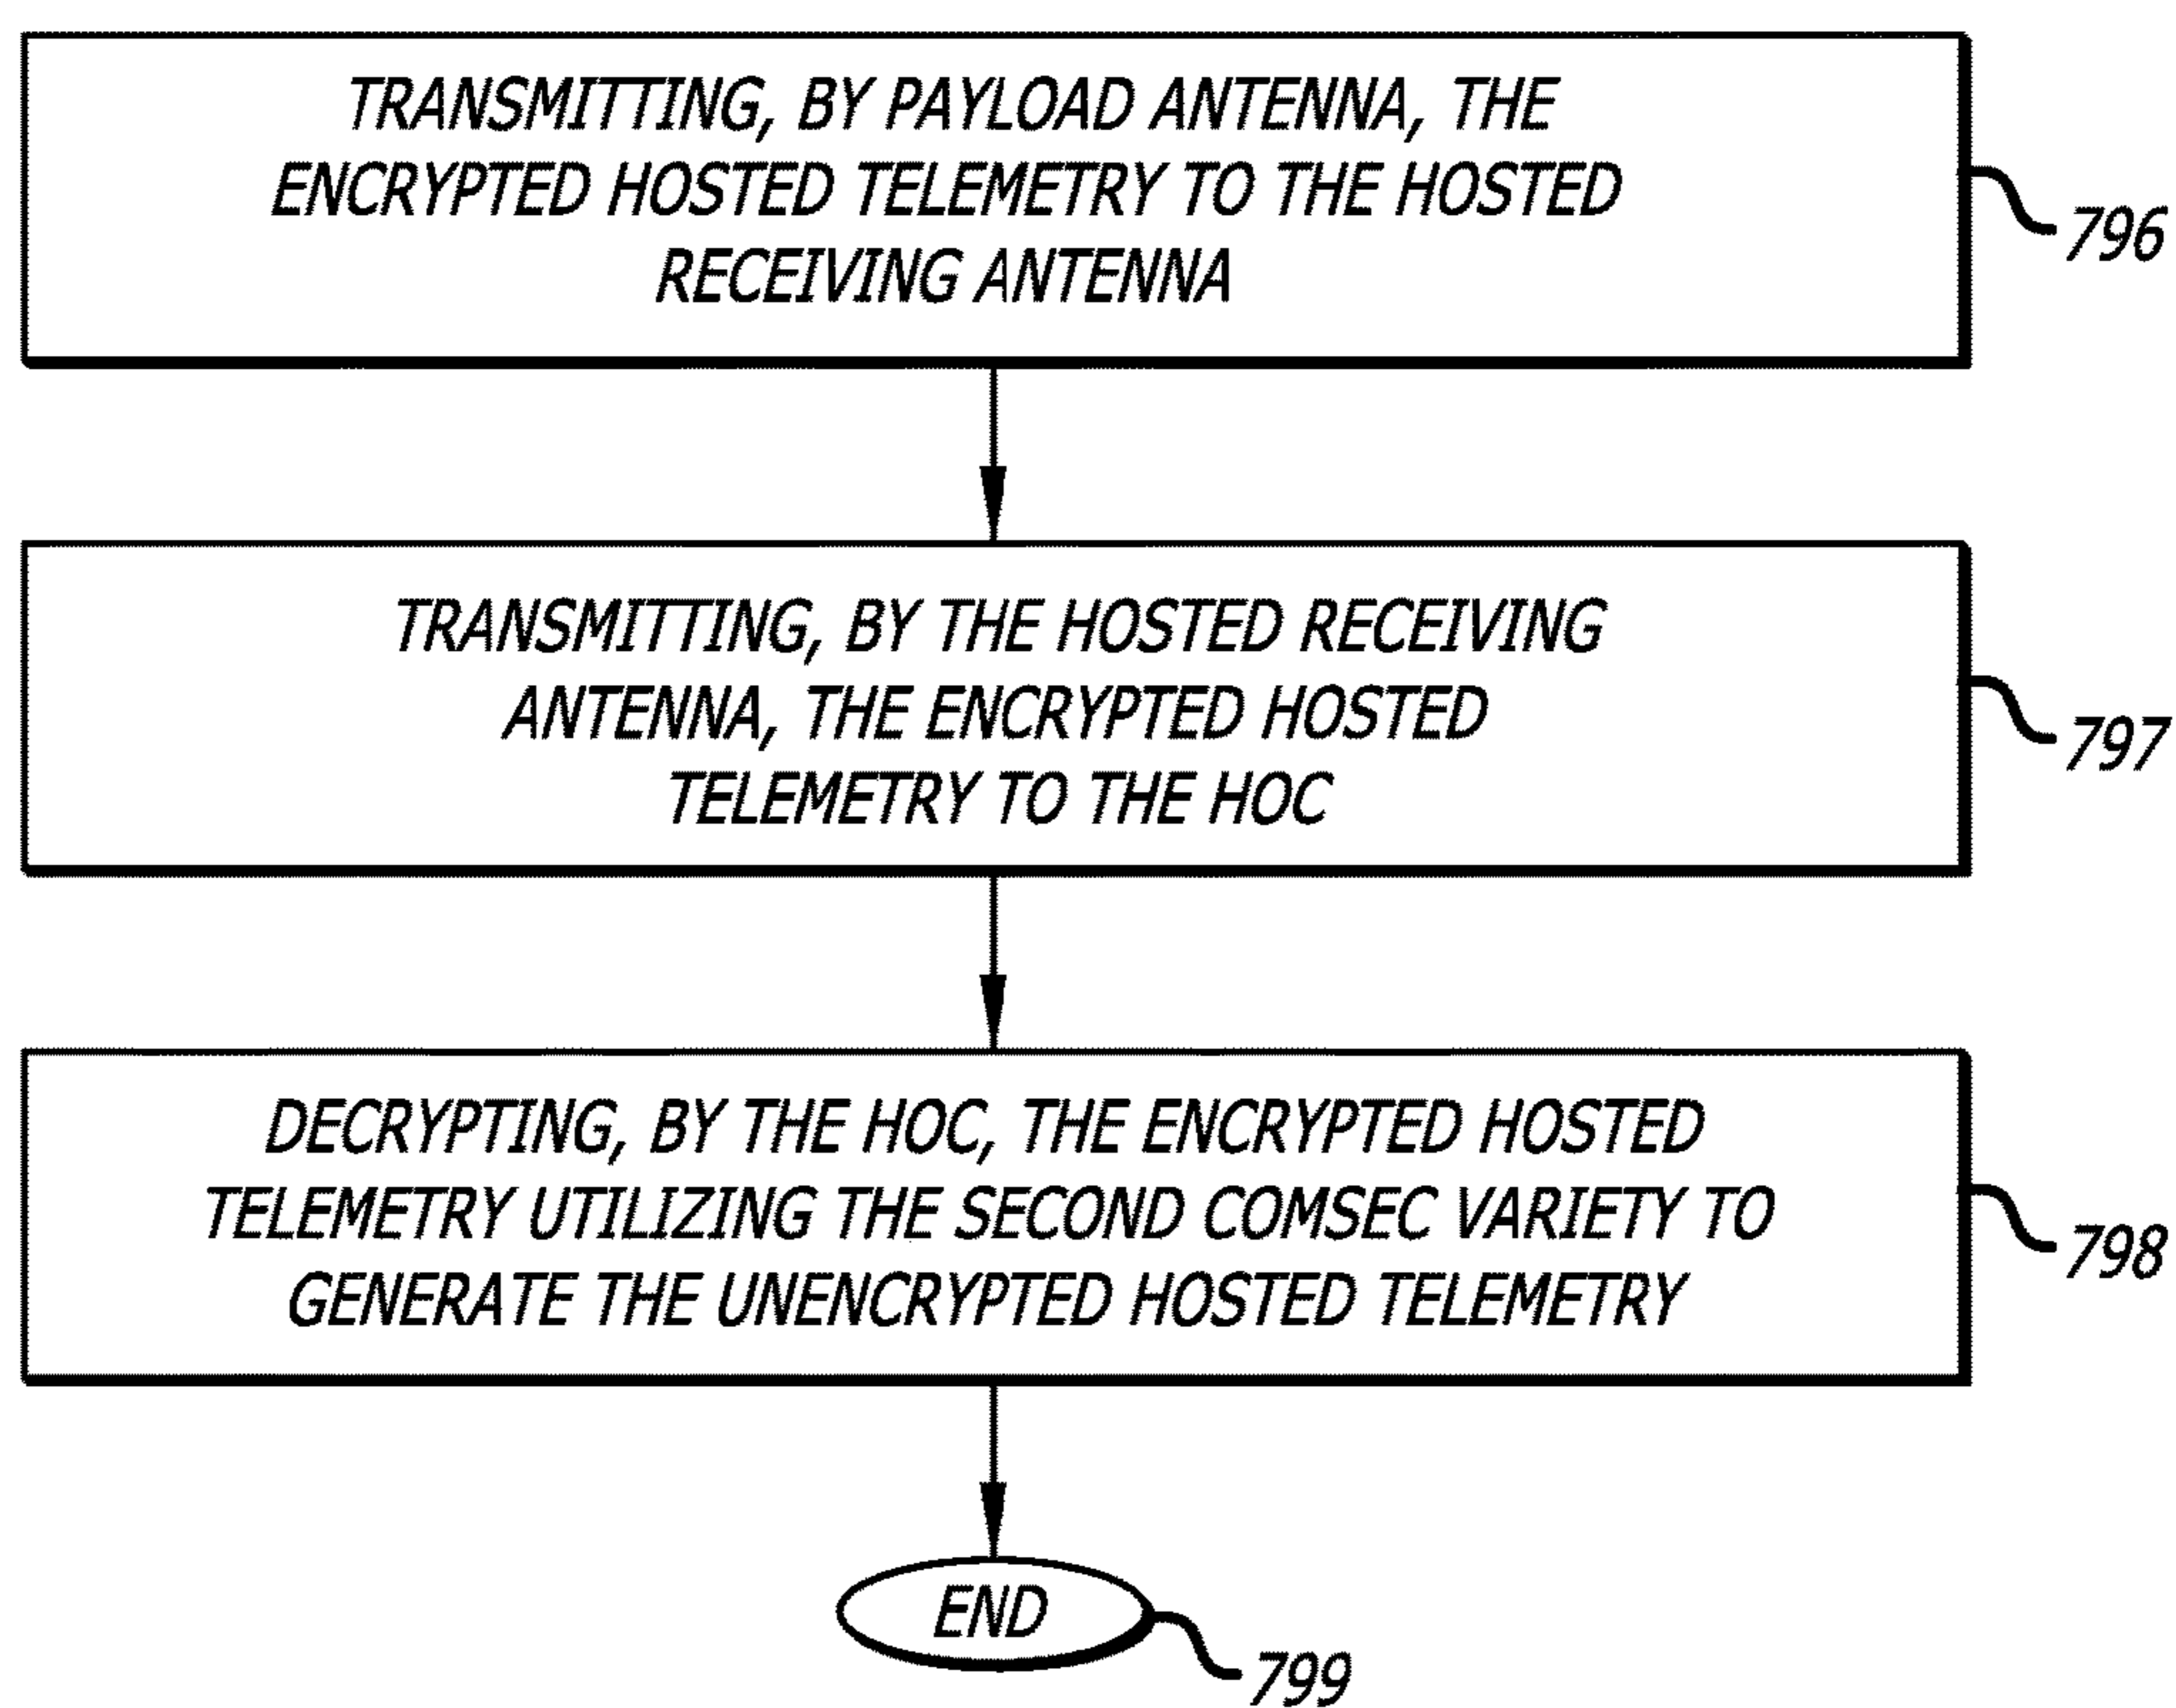 TRANSMITTING, BY PAYLOAD ANTENNA, THE
ENCRYPTED HOSTED TELEMETRY TO THE HOSTED
RECEIVING ANTENNA
796
TRANSMITTING, BY THE HOSTED RECEIVING
ANTENNA, THE ENCRYPTED HOSTED
TELEMETRY TO THE HOC
797
DECRYPTING, BY THE HOC, THE ENCRYPTED HOSTED
TELEMETRY UTILIZING THE SECOND COMSEC VARIETY TO
GENERATE THE UNENCRYPTED HOSTED TELEMETRY
798
END
799